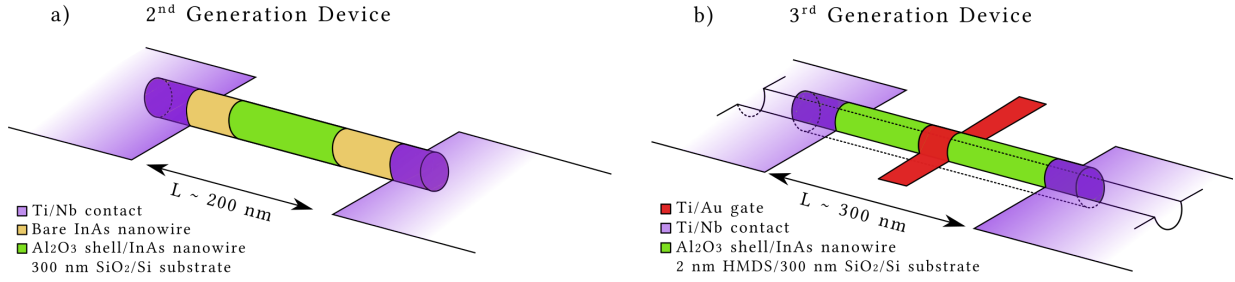 a) 2nd Generation Device
L ~ 200 nm
Ti/Nb contact
Bare InAs nanowire
Al2O3 shell/InAs nanowire
300 nm SiO2/Si substrate
b) 3rd Generation Device
L ~ 300 nm
Ti/Au gate
Ti/Nb contact
Al2O3 shell/InAs nanowire
2 nm HMDS/300 nm SiO2/Si substrate